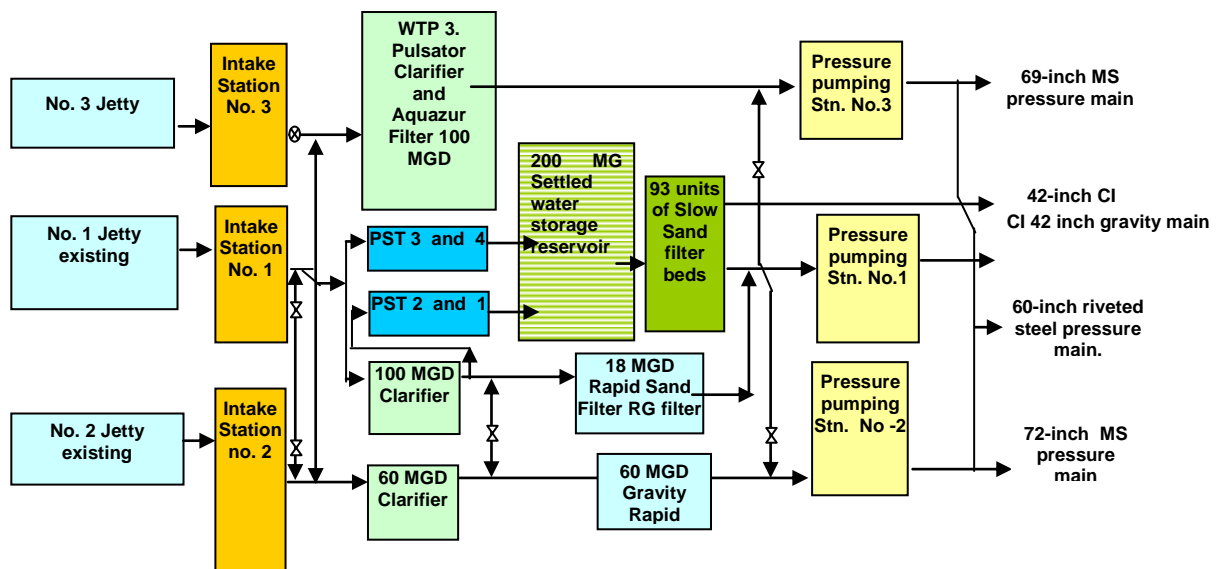 No. 3 Jetty
Intake
Station
No. 3
WTP 3.
Pulsator
Clarifier
and
Aquazur
Filter 100
MGD
Pressure
pumping
Stn. No.3
69-inch MS
pressure main
No. 1 Jetty
existing
Intake
Station
No. 1
PST 3 and 4
PST 2 and 1
200 MG
Settled
water
storage
reservoir
93 units
of Slow
Sand
filter
beds
42-inch CI
CI 42 inch gravity main
Pressure
pumping
Stn. No.1
60-inch riveted
steel pressure
main.
100 MGD
Clarifier
18 MGD
Rapid Sand
Filter RG filter
No. 2 Jetty
existing
Intake
Station
no. 2
60 MGD
Clarifier
60 MGD
Gravity
Rapid
Pressure
pumping
Stn. No -2
72-inch MS
pressure
main